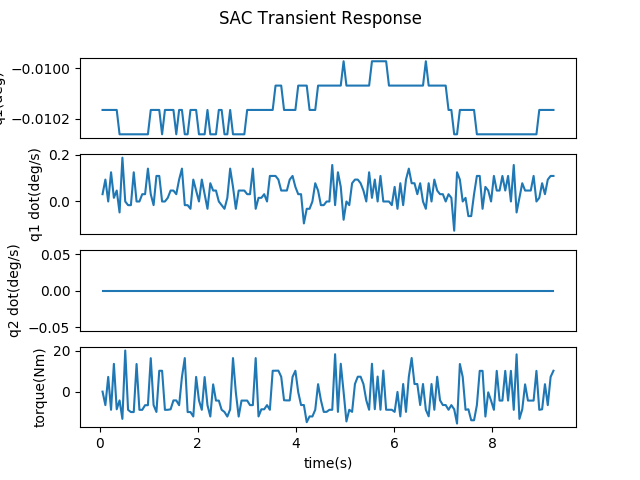 SAC Transient Response
−0.0100
−0.0102
0.2
0.0
q1 dot(deg/s)
0.05
0.00
−0.05
q2 dot(deg/s)
20
0
torque(Nm)
0 2 4 6 8
time(s)